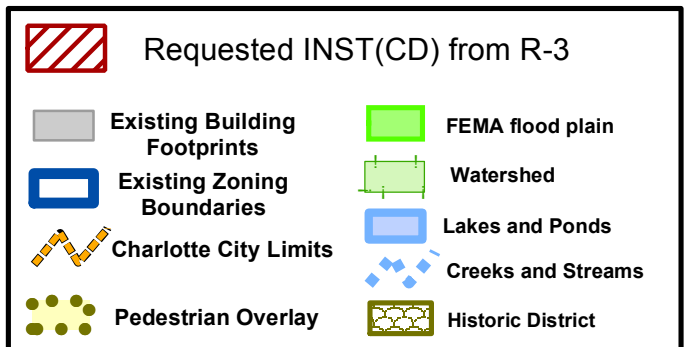 Requested INST(CD) from R-3
Existing Building
Footprints
Existing Zoning
Boundaries
Charlotte City Limits
Pedestrian Overlay
FEMA flood plain
Watershed
Lakes and Ponds
Creeks and Streams
Historic District